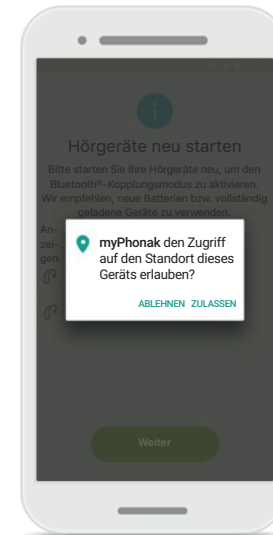 Hörgeräte neu starten
Bitte starten Sie Ihre Hörgeräte neu, um den
Bluetooth®-Kopplungsmodus zu aktivieren.
Wir empfehlen, neue Batterien bzw. vollständig
geladene Geräte zu verwenden.
An-
zei-
gen
myPhonak den Zugriff
auf den Standort dieses
Geräts erlauben?
ABLEHNEN ZULASSEN
Weiter